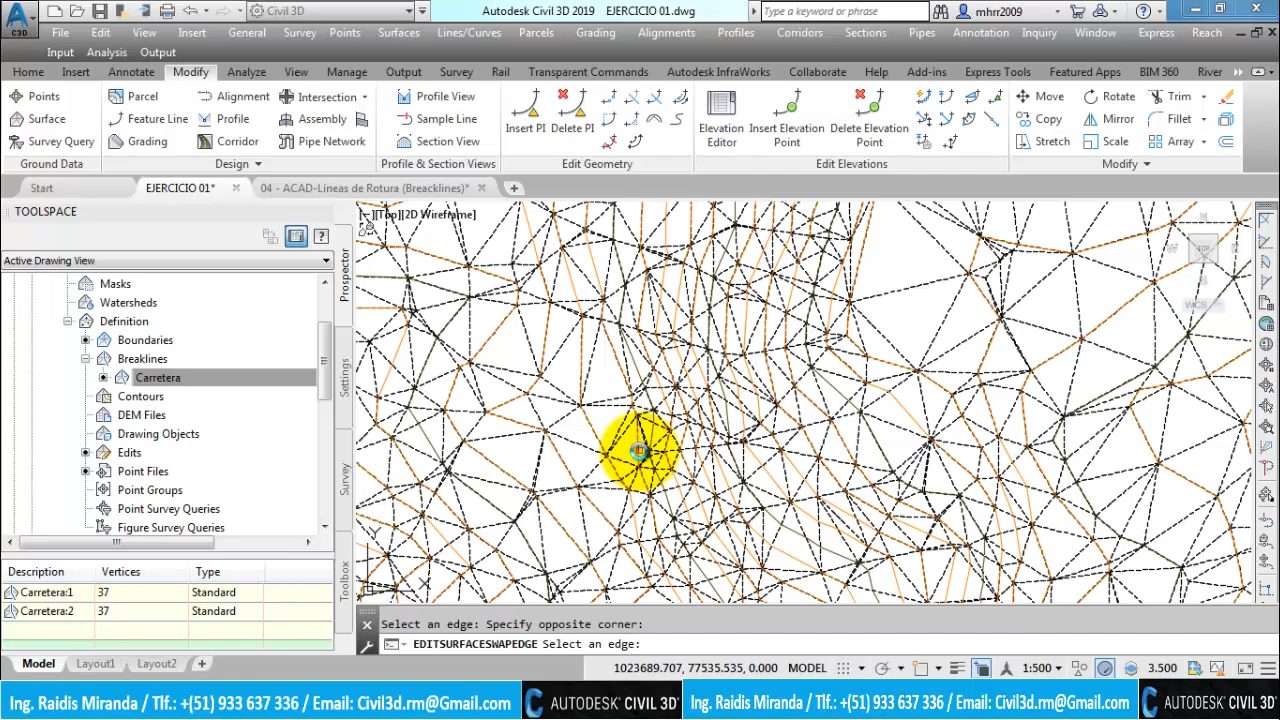 Civil 3D
Autodesk Civil 3D 2019   EJERCICIO 01.dwg
Type a keyword or phrase
mhrr2009
C3D
File Edit View Insert General Survey Points Surfaces Lines/Curves Parcels Grading Alignments Profiles Corridors Sections Pipes Annotation Inquiry Window Express Reach
Input Analysis Output
Home Insert Annotate Modify Analyze View Manage Output Survey Rail Transparent Commands Autodesk InfraWorks Collaborate Help Add-ins Express Tools Featured Apps BIM 360 River
Points Parcel Alignment Intersection Profile View Move Rotate Trim
Surface Feature Line Profile Assembly Sample Line Copy Mirror Fillet
Survey Query Grading Corridor Pipe Network Section View Stretch Scale Array
Insert PI Delete PI
Elevation Editor Insert Elevation Point Delete Elevation Point
Ground Data Design Profile & Section Views Edit Geometry Edit Elevations Modify
Start EJERCICIO 01* 04 - ACAD-Líneas de Rotura (Breacklines)*
TOOLSPACE
Active Drawing View
Masks
Watersheds
Definition
Boundaries
Breaklines
Carretera
Contours
DEM Files
Drawing Objects
Edits
Point Files
Point Groups
Point Survey Queries
Figure Survey Queries
Prospector
Settings
Survey
Toolbox
Description Vertices Type
Carretera:1 37 Standard
Carretera:2 37 Standard
[−][Top][2D Wireframe]
TOP
WCS
Y
Select an edge: Specify opposite corner:
EDITSURFACESWAPEDGE Select an edge:
Model Layout1 Layout2 +
1023689.707, 77535.535, 0.000 MODEL
1:500
3.500
Ing. Raidis Miranda / Tlf.: +(51) 933 637 336 / Email: Civil3d.rm@Gmail.com
C3D AUTODESK® CIVIL 3D®
Ing. Raidis Miranda / Tlf.: +(51) 933 637 336 / Email: Civil3d.rm@Gmail.com
C3D AUTODESK® CIVIL 3D